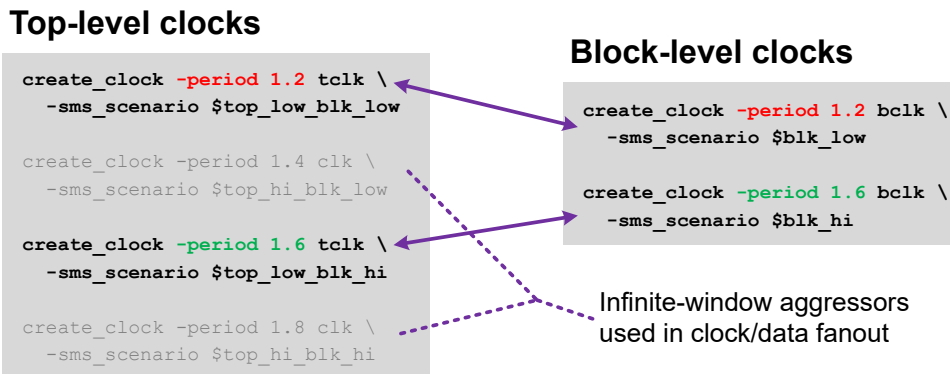 Top-level clocks
create_clock -period 1.2 tclk \
-sms_scenario $top_low_blk_low
create_clock -period 1.4 clk \
-sms_scenario $top_hi_blk_low
create_clock -period 1.6 tclk \
-sms_scenario $top_low_blk_hi
create_clock -period 1.8 clk \
-sms_scenario $top_hi_blk_hi
Block-level clocks
create_clock -period 1.2 bclk \
-sms_scenario $blk_low
create_clock -period 1.6 bclk \
-sms_scenario $blk_hi
Infinite-window aggressors
used in clock/data fanout